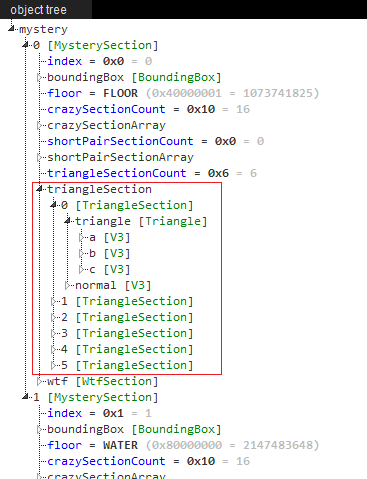 object tree
mystery
0 [MysterySection]
index = 0x0 = 0
boundingBox [BoundingBox]
floor = FLOOR (0x40000001 = 1073741825)
crazySectionCount = 0x10 = 16
crazySectionArray
shortPairSectionCount = 0x0 = 0
shortPairSectionArray
triangleSectionCount = 0x6 = 6
triangleSection
0 [TriangleSection]
triangle [Triangle]
a [V3]
b [V3]
c [V3]
normal [V3]
1 [TriangleSection]
2 [TriangleSection]
3 [TriangleSection]
4 [TriangleSection]
5 [TriangleSection]
wtf [WtfSection]
1 [MysterySection]
index = 0x1 = 1
boundingBox [BoundingBox]
floor = WATER (0x80000000 = 2147483648)
crazySectionCount = 0x10 = 16
crazySectionArray